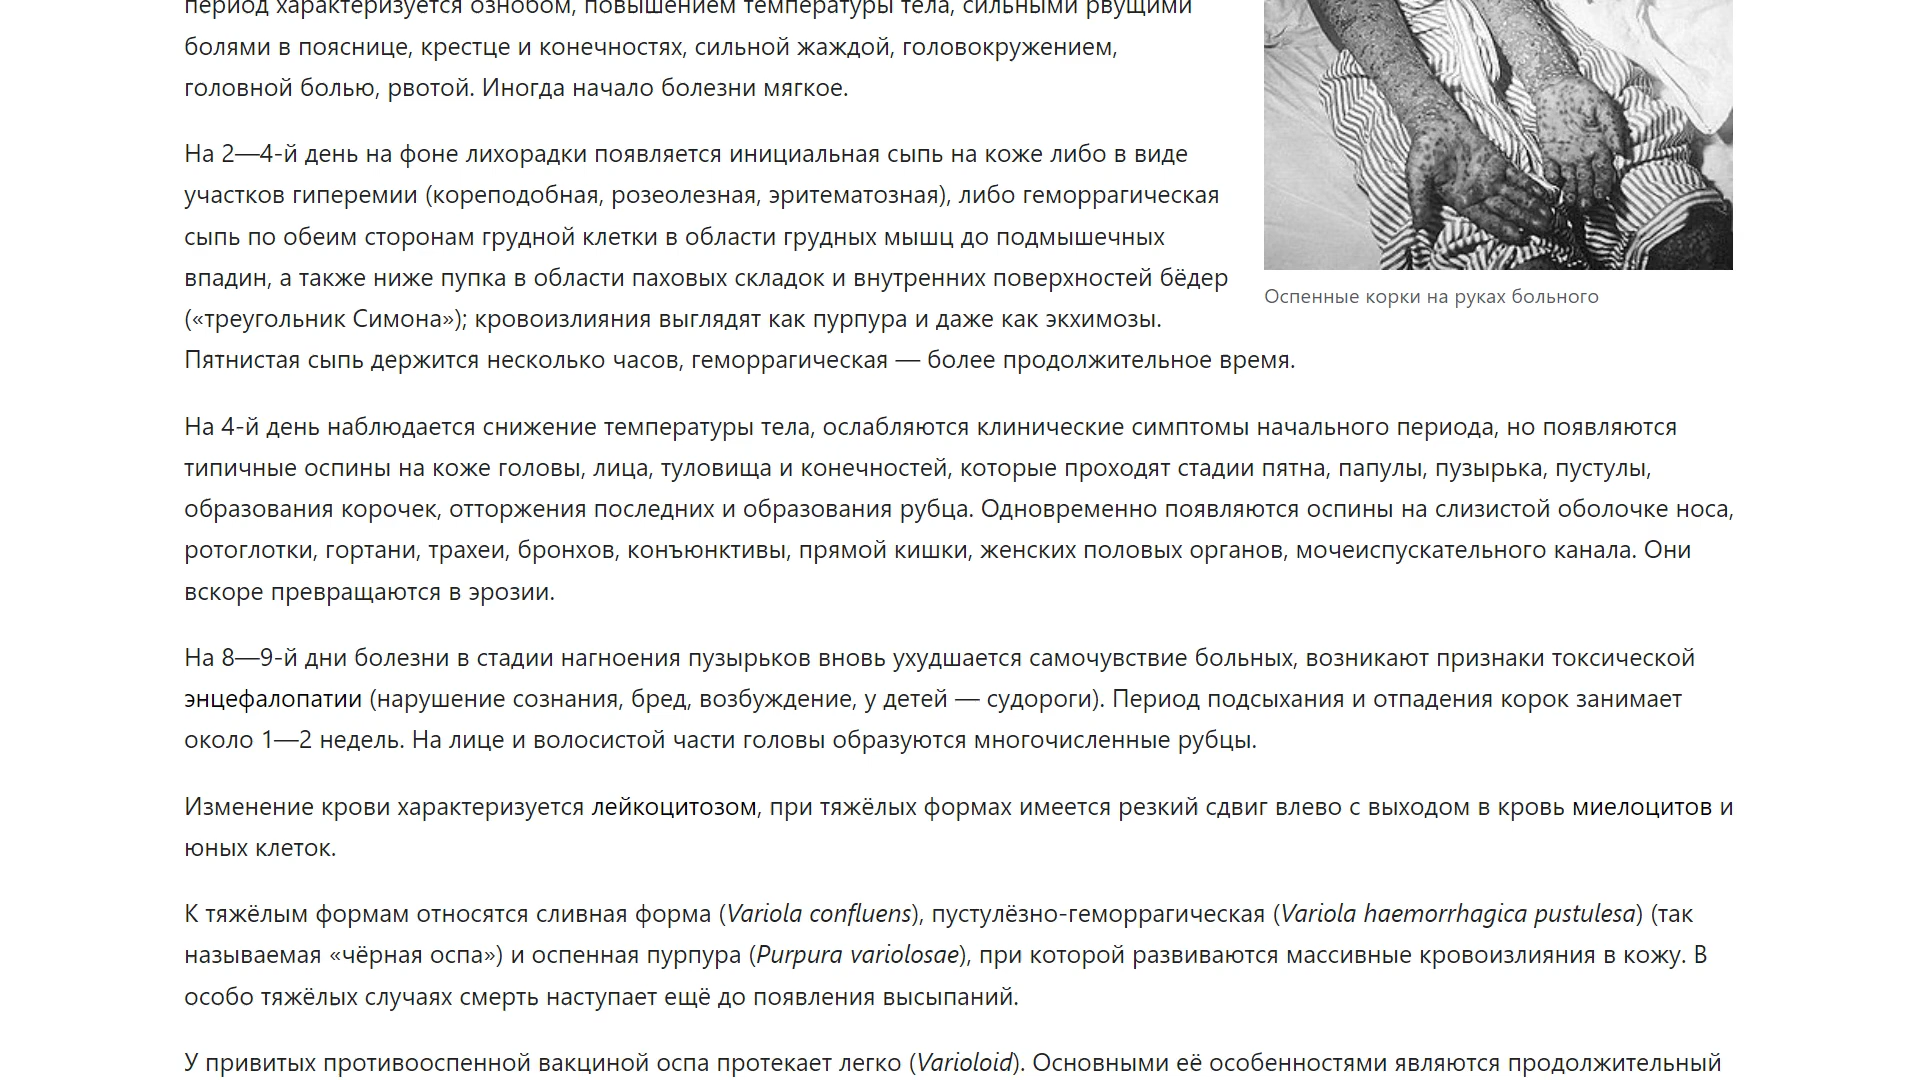 период характеризуется ознобом, повышением температуры тела, сильными рвущими
болями в пояснице, крестце и конечностях, сильной жаждой, головокружением,
головной болью, рвотой. Иногда начало болезни мягкое.
На 2—4-й день на фоне лихорадки появляется инициальная сыпь на коже либо в виде
участков гиперемии (кореподобная, розеолезная, эритематозная), либо геморрагическая
сыпь по обеим сторонам грудной клетки в области грудных мышц до подмышечных
впадин, а также ниже пупка в области паховых складок и внутренних поверхностей бёдер
(«треугольник Симона»); кровоизлияния выглядят как пурпура и даже как экхимозы.
Пятнистая сыпь держится несколько часов, геморрагическая — более продолжительное время.
Оспенные корки на руках больного
На 4-й день наблюдается снижение температуры тела, ослабляются клинические симптомы начального периода, но появляются
типичные оспины на коже головы, лица, туловища и конечностей, которые проходят стадии пятна, папулы, пузырька, пустулы,
образования корочек, отторжения последних и образования рубца. Одновременно появляются оспины на слизистой оболочке носа,
ротоглотки, гортани, трахеи, бронхов, конъюнктивы, прямой кишки, женских половых органов, мочеиспускательного канала. Они
вскоре превращаются в эрозии.
На 8—9-й дни болезни в стадии нагноения пузырьков вновь ухудшается самочувствие больных, возникают признаки токсической
энцефалопатии (нарушение сознания, бред, возбуждение, у детей — судороги). Период подсыхания и отпадения корок занимает
около 1—2 недель. На лице и волосистой части головы образуются многочисленные рубцы.
Изменение крови характеризуется лейкоцитозом, при тяжёлых формах имеется резкий сдвиг влево с выходом в кровь миелоцитов и
юных клеток.
К тяжёлым формам относятся сливная форма (Variola confluens), пустулёзно-геморрагическая (Variola haemorrhagica pustulesa) (так
называемая «чёрная оспа») и оспенная пурпура (Purpura variolosae), при которой развиваются массивные кровоизлияния в кожу. В
особо тяжёлых случаях смерть наступает ещё до появления высыпаний.
У привитых противооспенной вакциной оспа протекает легко (Varioloid). Основными её особенностями являются продолжительный